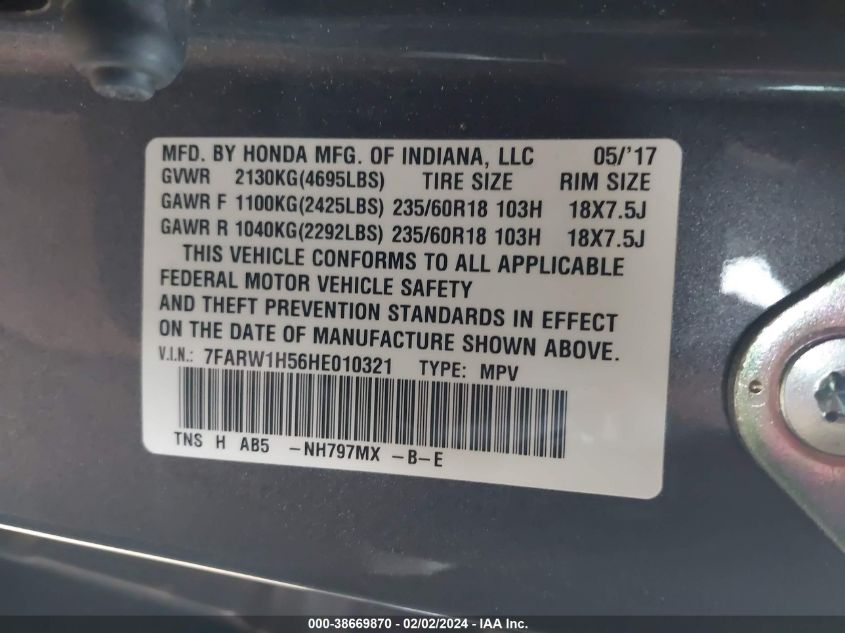 MFD. BY HONDA MFG. OF INDIANA, LLC 05/'17
GVWR 2130KG(4695LBS) TIRE SIZE RIM SIZE
GAWR F 1100KG(2425LBS) 235/60R18 103H 18X7.5J
GAWR R 1040KG(2292LBS) 235/60R18 103H 18X7.5J
THIS VEHICLE CONFORMS TO ALL APPLICABLE
FEDERAL MOTOR VEHICLE SAFETY
AND THEFT PREVENTION STANDARDS IN EFFECT
ON THE DATE OF MANUFACTURE SHOWN ABOVE.
V.I.N.: 7FARW1H56HE010321 TYPE: MPV
TNS H AB5 -NH797MX -B-E
000-38669870 - 02/02/2024 - IAA Inc.